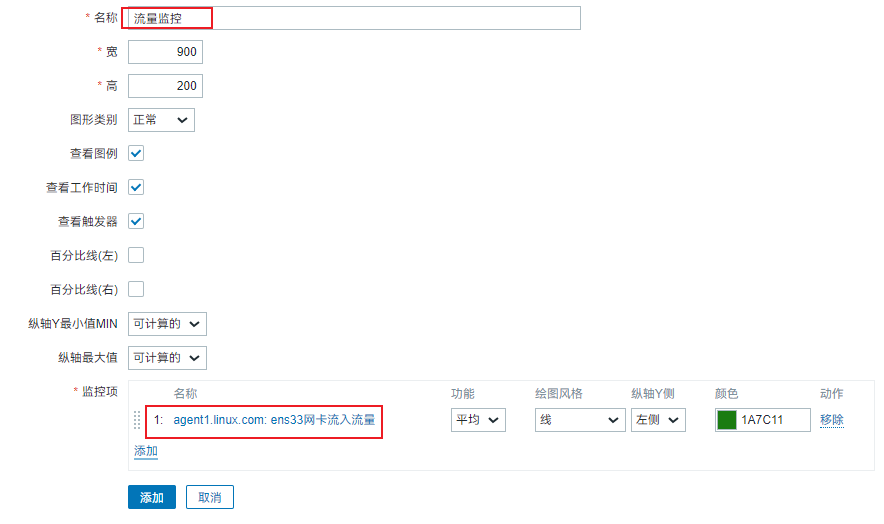 * 名称 流量监控
* 宽 900
* 高 200
图形类别 正常
查看图例
查看工作时间
查看触发器
百分比线(左)
百分比线(右)
纵轴Y最小值MIN 可计算的
纵轴最大值 可计算的
* 监控项 名称 功能 绘图风格 纵轴Y侧 颜色 动作
1: agent1.linux.com: ens33网卡流入流量 平均 线 左侧 1A7C11 移除
添加
添加 取消